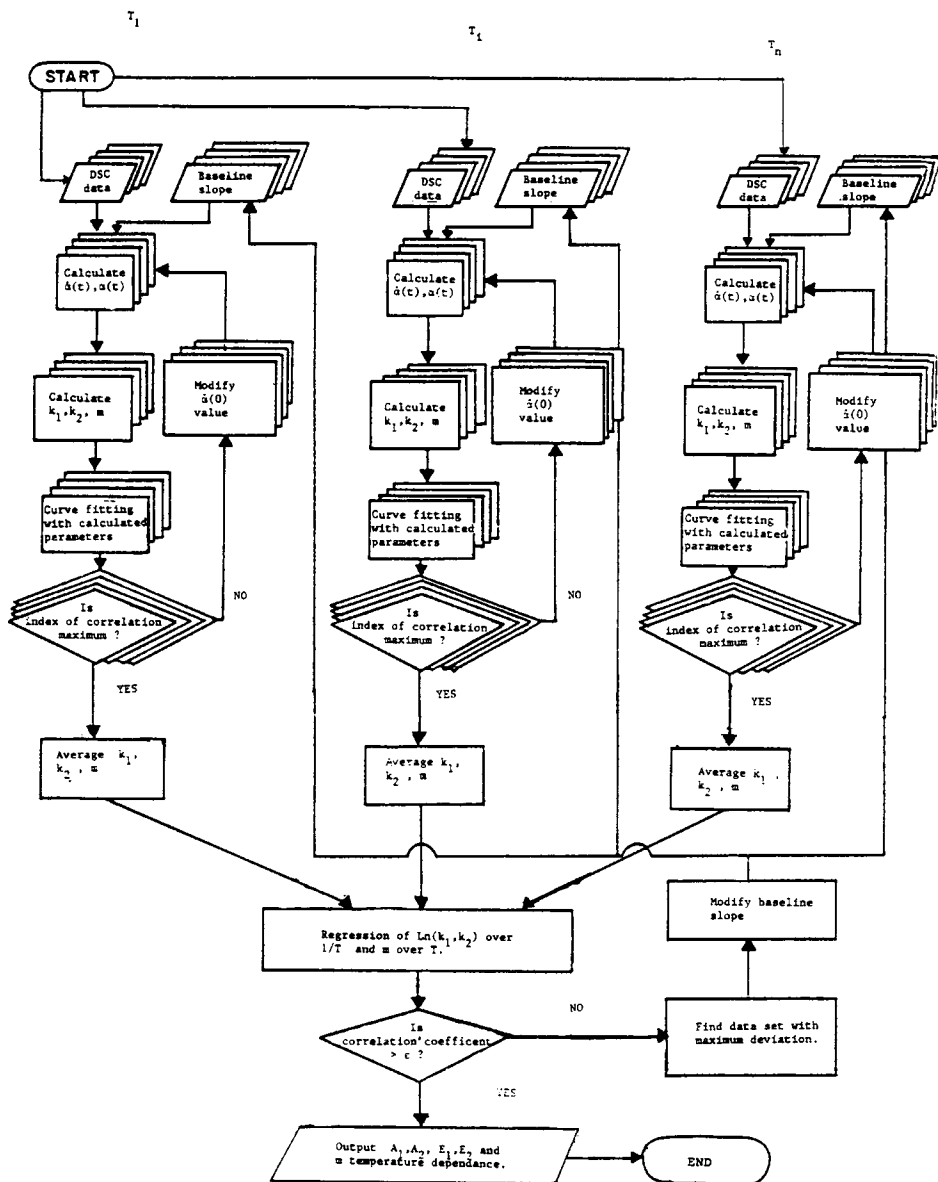 T1
Ti
Tn
START
DSC
data
Baseline
slope
Calculate
α̇(t),α(t)
Calculate
k1,k2, m
Modify
α̇(0)
value
Curve fitting
with calculated
parameters
Is
index of correlation
maximum ?
NO
YES
Average k1,
k2, m
DSC
data
Baseline
slope
Calculate
α̇(t),α(t)
Calculate
k1,k2, m
Modify
α̇(0)
value
Curve fitting
with calculated
parameters
Is
index of correlation
maximum ?
NO
YES
Average k1,
k2 , m
DSC
data
Baseline
slope
Calculate
α̇(t),α(t)
Calculate
k1,k2, m
Modify
α̇(0)
value
Curve fitting
with calculated
parameters
Is
index of correlation
maximum ?
YES
Average k1 ,
k2 , m
Regression of Ln(k1,k2) over
1/T and m over T.
Modify baseline
slope
Is
correlation coefficent
> ε ?
NO
Find data set with
maximum deviation.
YES
Output A1,A2, E1,E2 and
m temperature dependance.
END